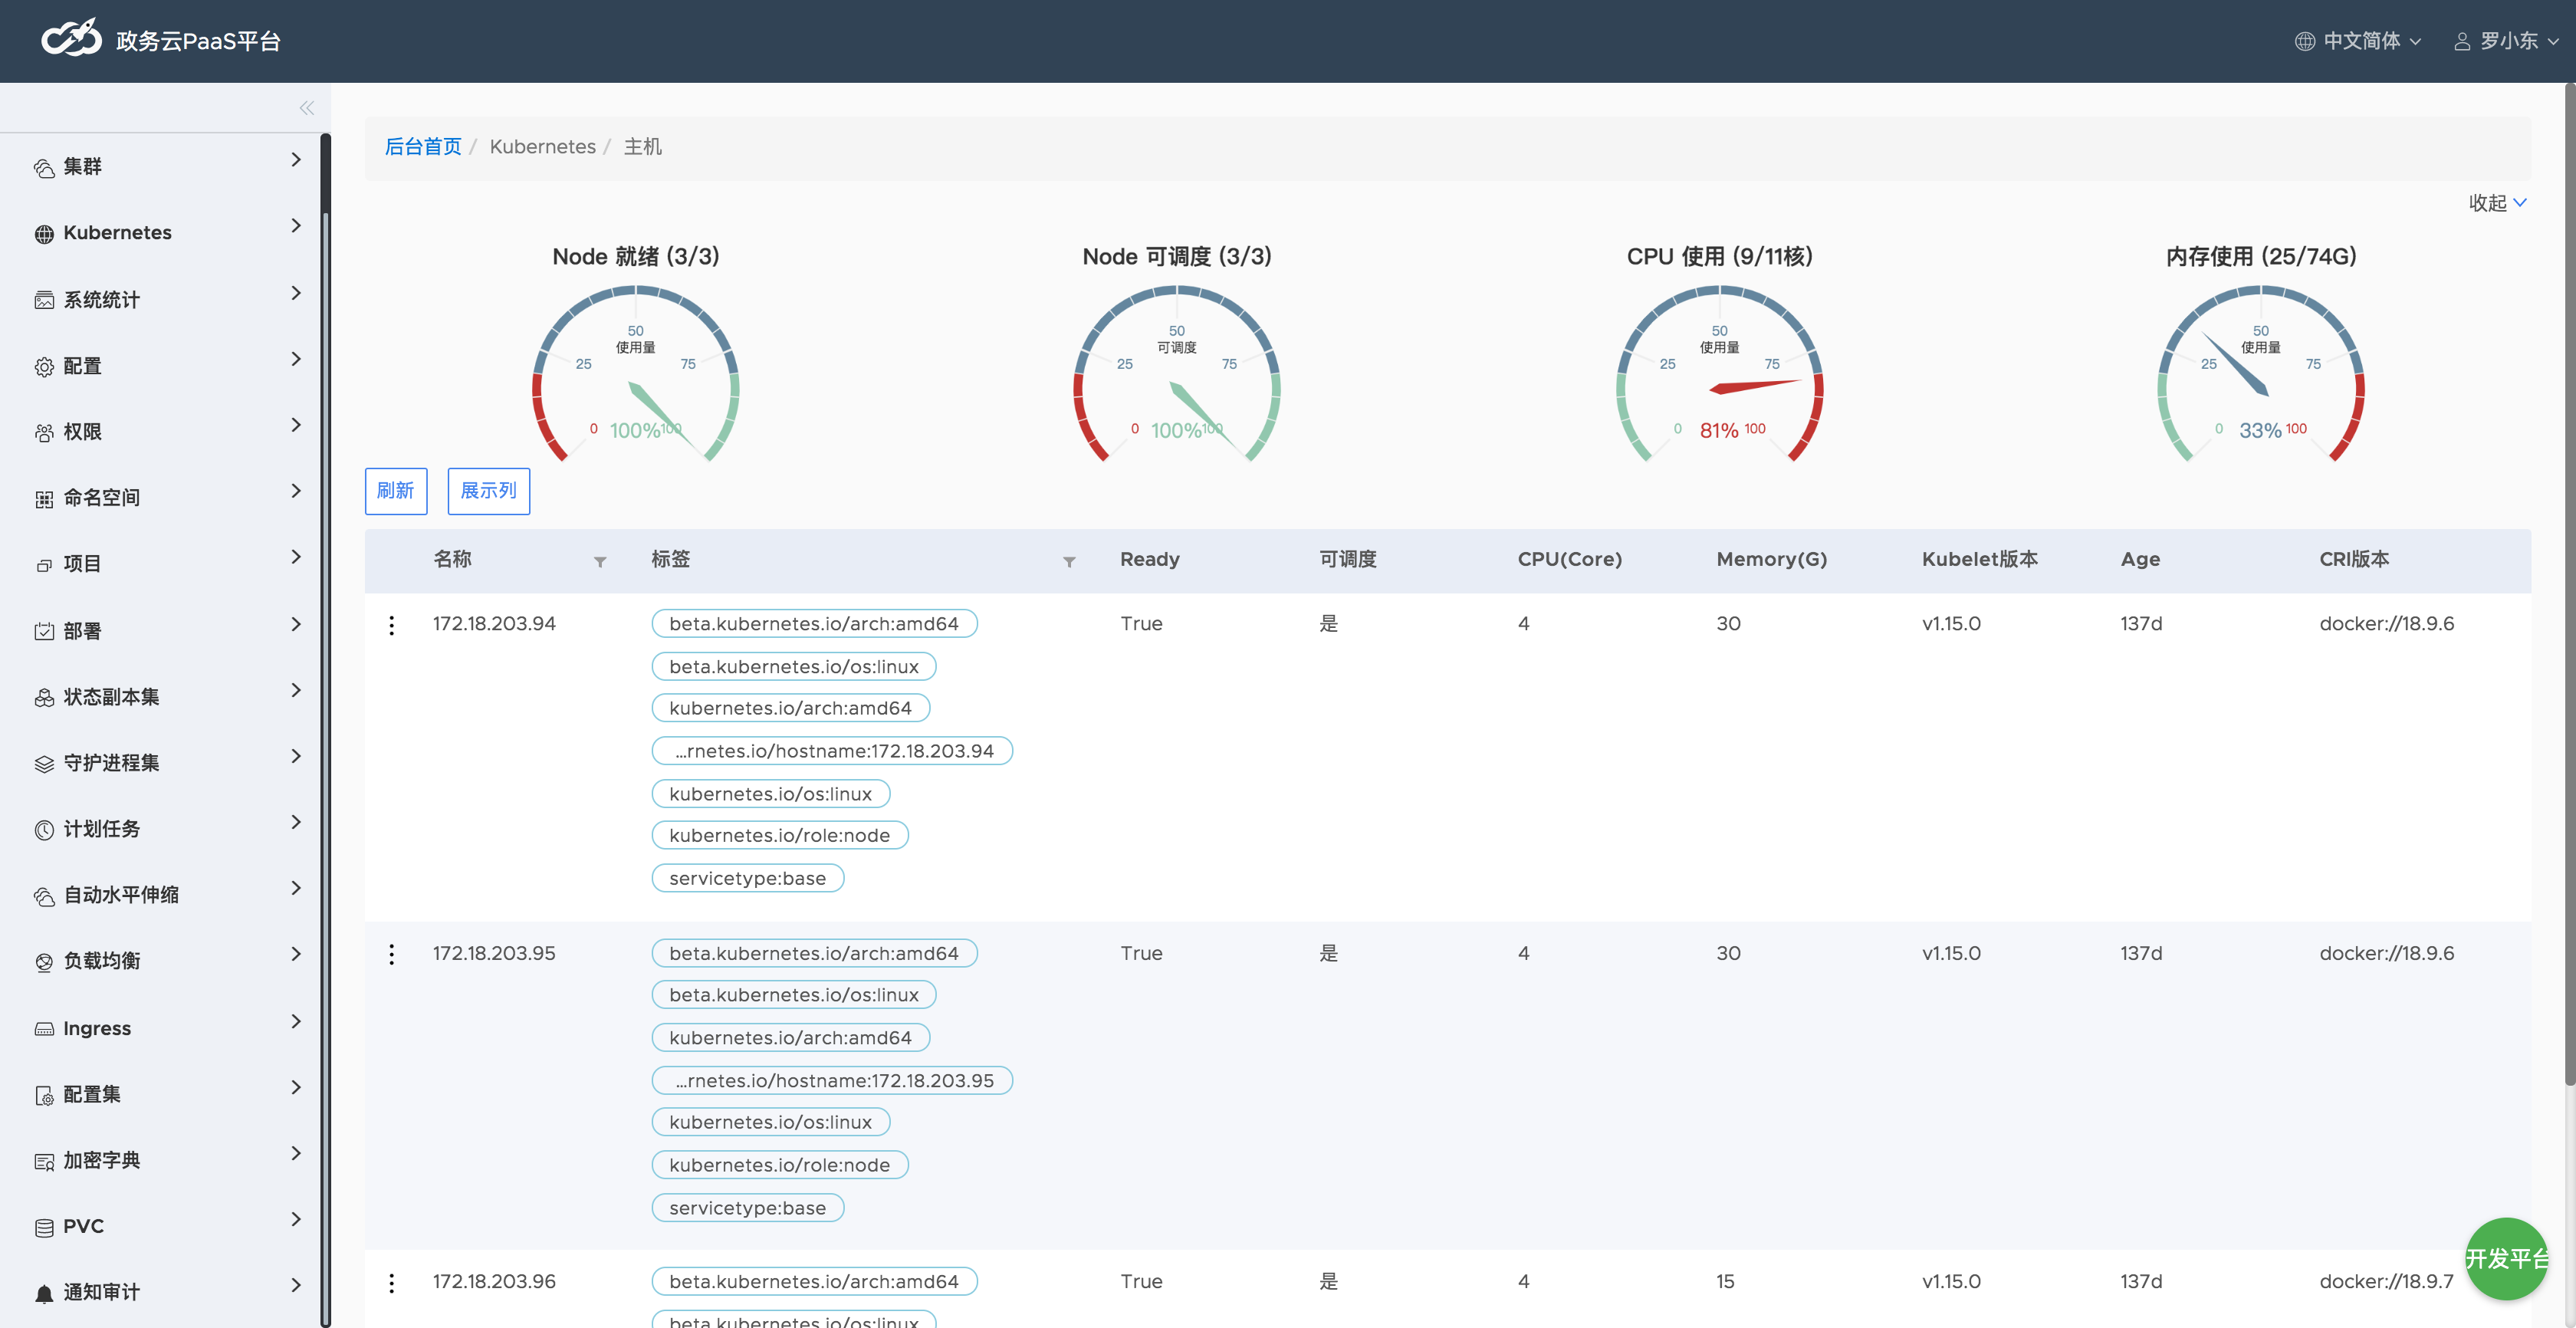 政务云PaaS平台
中文简体
罗小东
后台首页 / Kubernetes / 主机
收起
集群
Kubernetes
系统统计
配置
权限
命名空间
项目
部署
状态副本集
守护进程集
计划任务
自动水平伸缩
负载均衡
Ingress
配置集
加密字典
PVC
通知审计
Node 就绪 (3/3)
50
使用量
25
75
0
100%
100
Node 可调度 (3/3)
50
可调度
25
75
0
100%
100
CPU 使用 (9/11核)
50
使用量
25
75
0
81%
100
内存使用 (25/74G)
50
使用量
25
75
0
33%
100
刷新
展示列
名称 标签 Ready 可调度 CPU(Core) Memory(G) Kubelet版本 Age CRI版本
172.18.203.94 beta.kubernetes.io/arch:amd64 True 是 4 30 v1.15.0 137d docker://18.9.6
beta.kubernetes.io/os:linux
kubernetes.io/arch:amd64
...rnetes.io/hostname:172.18.203.94
kubernetes.io/os:linux
kubernetes.io/role:node
servicetype:base
172.18.203.95 beta.kubernetes.io/arch:amd64 True 是 4 30 v1.15.0 137d docker://18.9.6
beta.kubernetes.io/os:linux
kubernetes.io/arch:amd64
...rnetes.io/hostname:172.18.203.95
kubernetes.io/os:linux
kubernetes.io/role:node
servicetype:base
172.18.203.96 beta.kubernetes.io/arch:amd64 True 是 4 15 v1.15.0 137d docker://18.9.7
beta.kubernetes.io/os:linux
开发平台